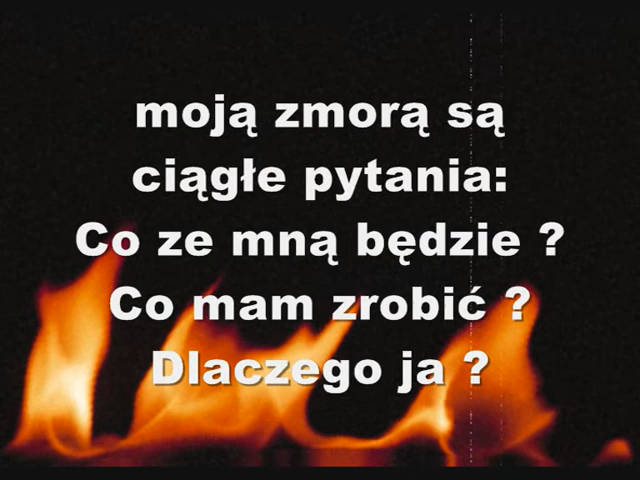 moją zmorą są
ciągłe pytania:
Co ze mną będzie ?
Co mam zrobić ?
Dlaczego ja ?